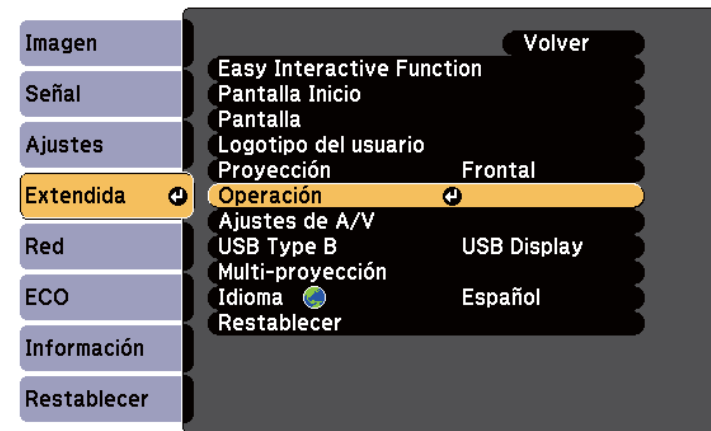 Imagen
Señal
Ajustes
Extendida
Red
ECO
Información
Restablecer
Volver
Easy Interactive Function
Pantalla Inicio
Pantalla
Logotipo del usuario
Proyección Frontal
Operación
Ajustes de A/V
USB Type B USB Display
Multi-proyección
Idioma Español
Restablecer